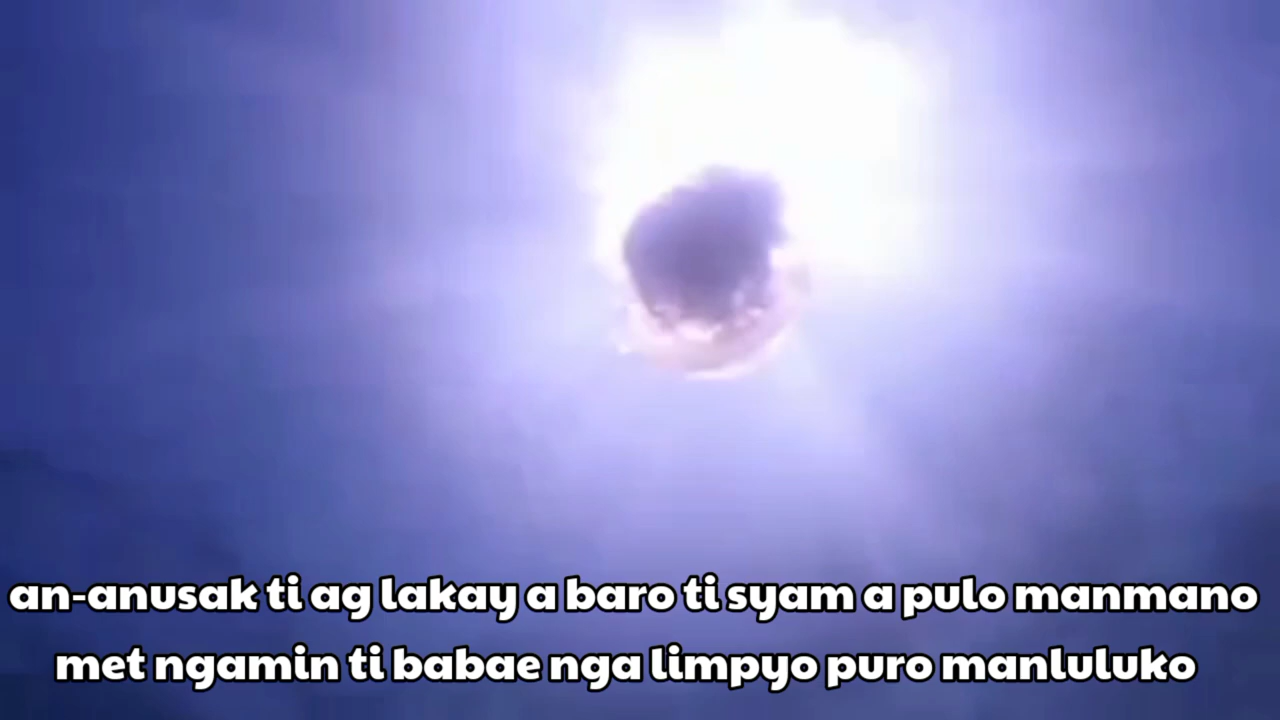 an-anusak ti ag lakay a baro ti syam a pulo manmano
met ngamin ti babae nga limpyo puro manluluko